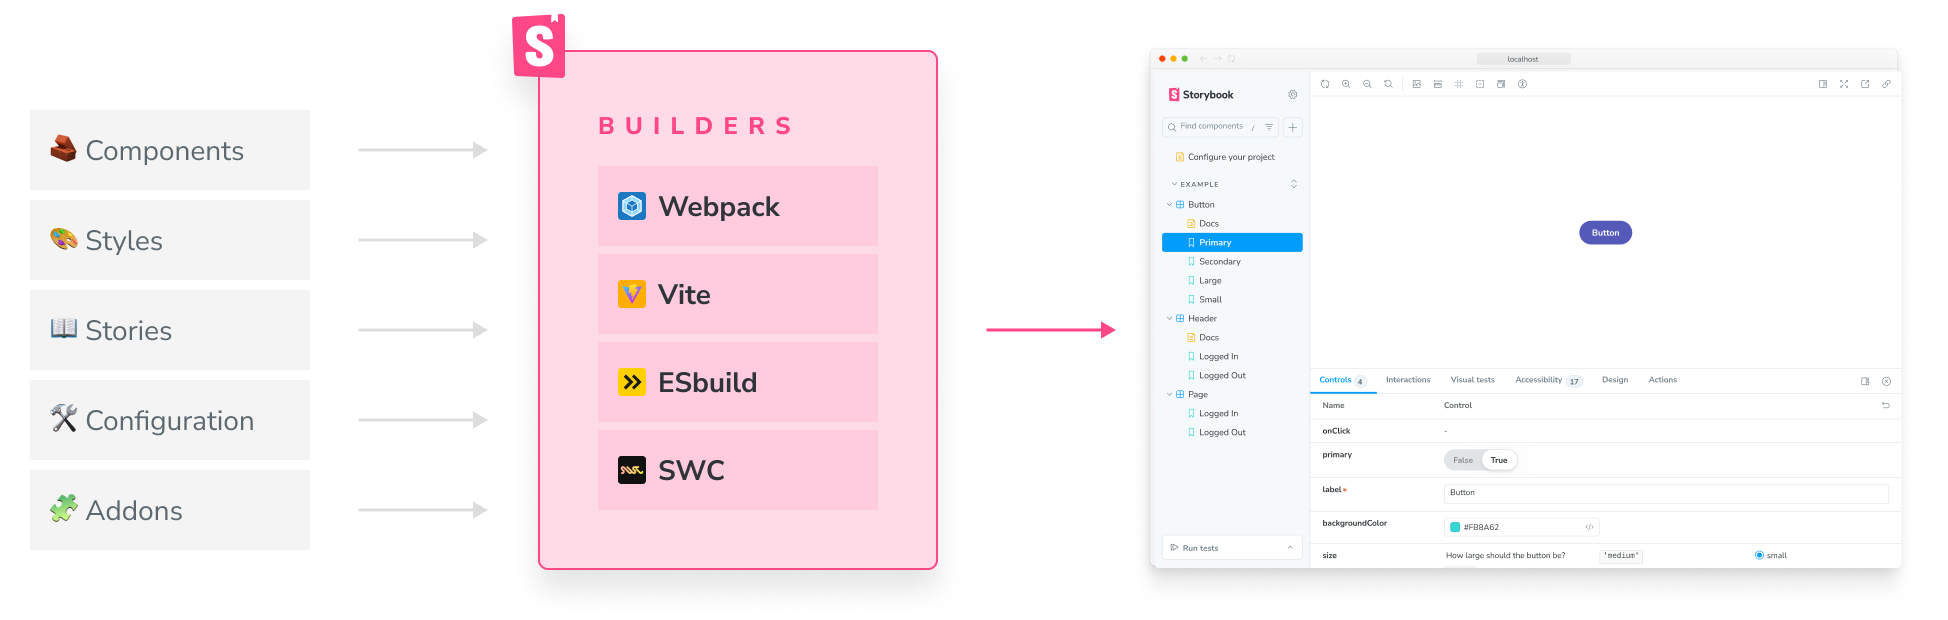 Components
Styles
Stories
Configuration
Addons
S
BUILDERS
Webpack
Vite
ESbuild
SWC
localhost
S Storybook
Find components /
Configure your project
EXAMPLE
Button
Docs
Primary
Secondary
Large
Small
Header
Docs
Logged In
Logged Out
Page
Logged In
Logged Out
Run tests
Button
Controls 4 Interactions Visual tests Accessibility 17 Design Actions
Name Control
onClick -
primary False True
label* Button
backgroundColor #FB8A62 </>
size How large should the button be? 'medium' small